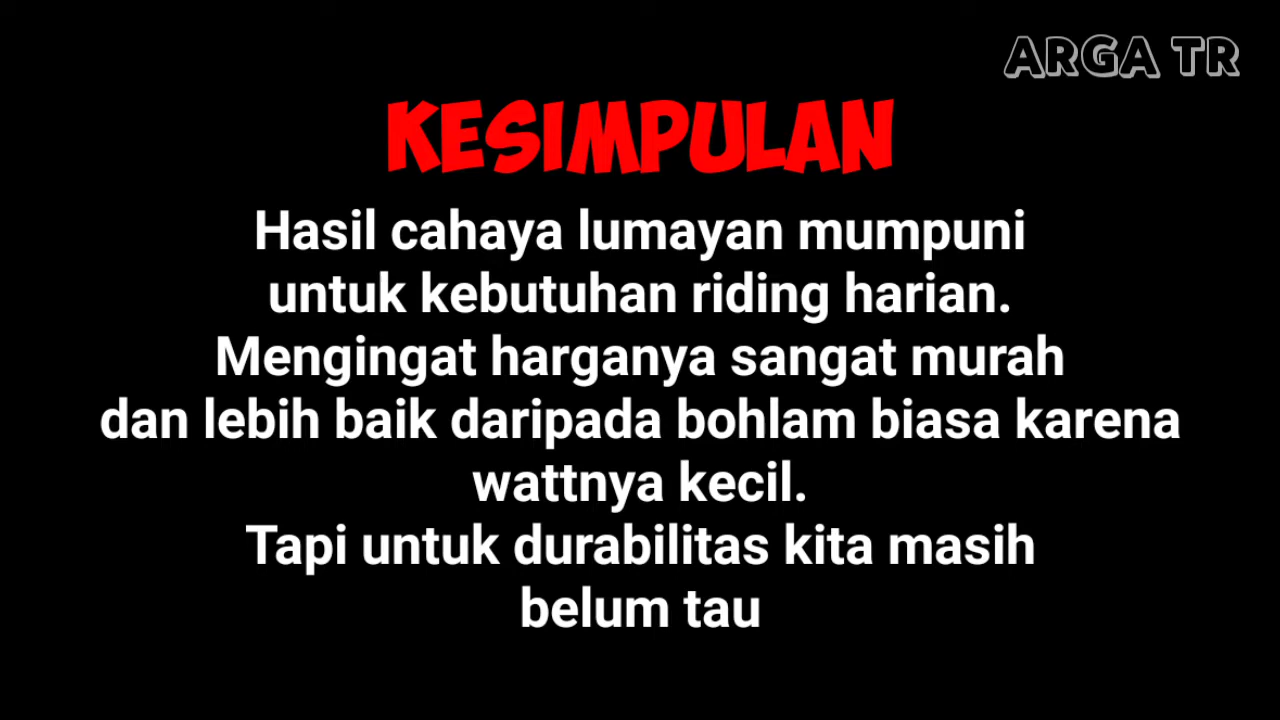 ARGA TR
KESIMPULAN
Hasil cahaya lumayan mumpuni
untuk kebutuhan riding harian.
Mengingat harganya sangat murah
dan lebih baik daripada bohlam biasa karena
wattnya kecil.
Tapi untuk durabilitas kita masih
belum tau